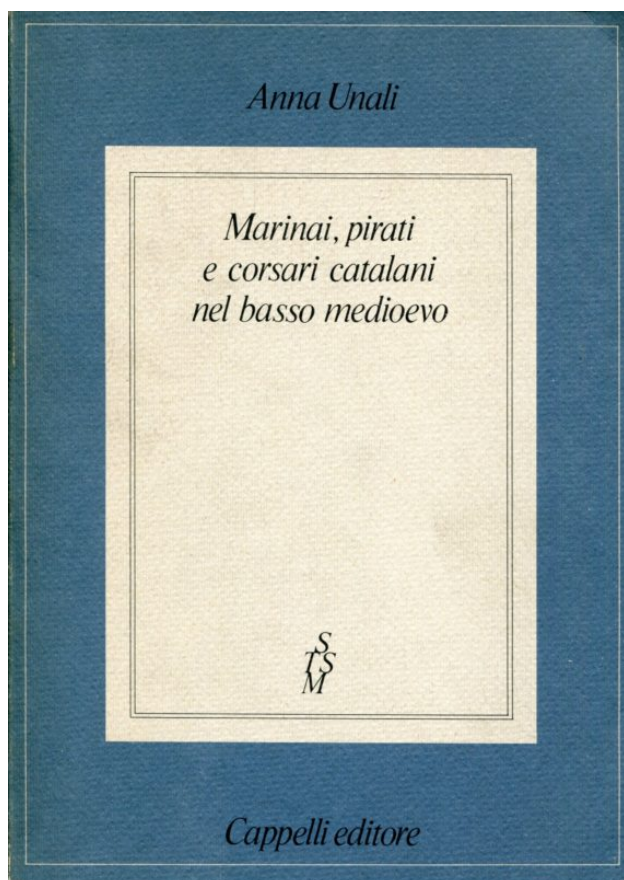 Anna Unali
Marinai, pirati
e corsari catalani
nel basso medioevo
S
TS
M
Cappelli editore